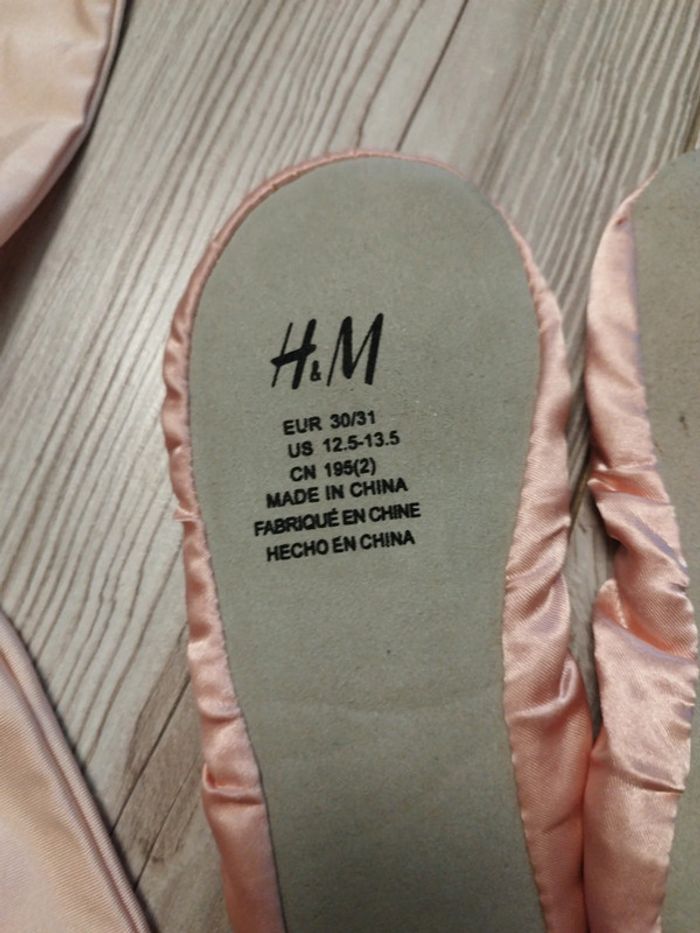 H&M
EUR 30/31
US 12.5-13.5
CN 195(2)
MADE IN CHINA
FABRIQUÉ EN CHINE
HECHO EN CHINA